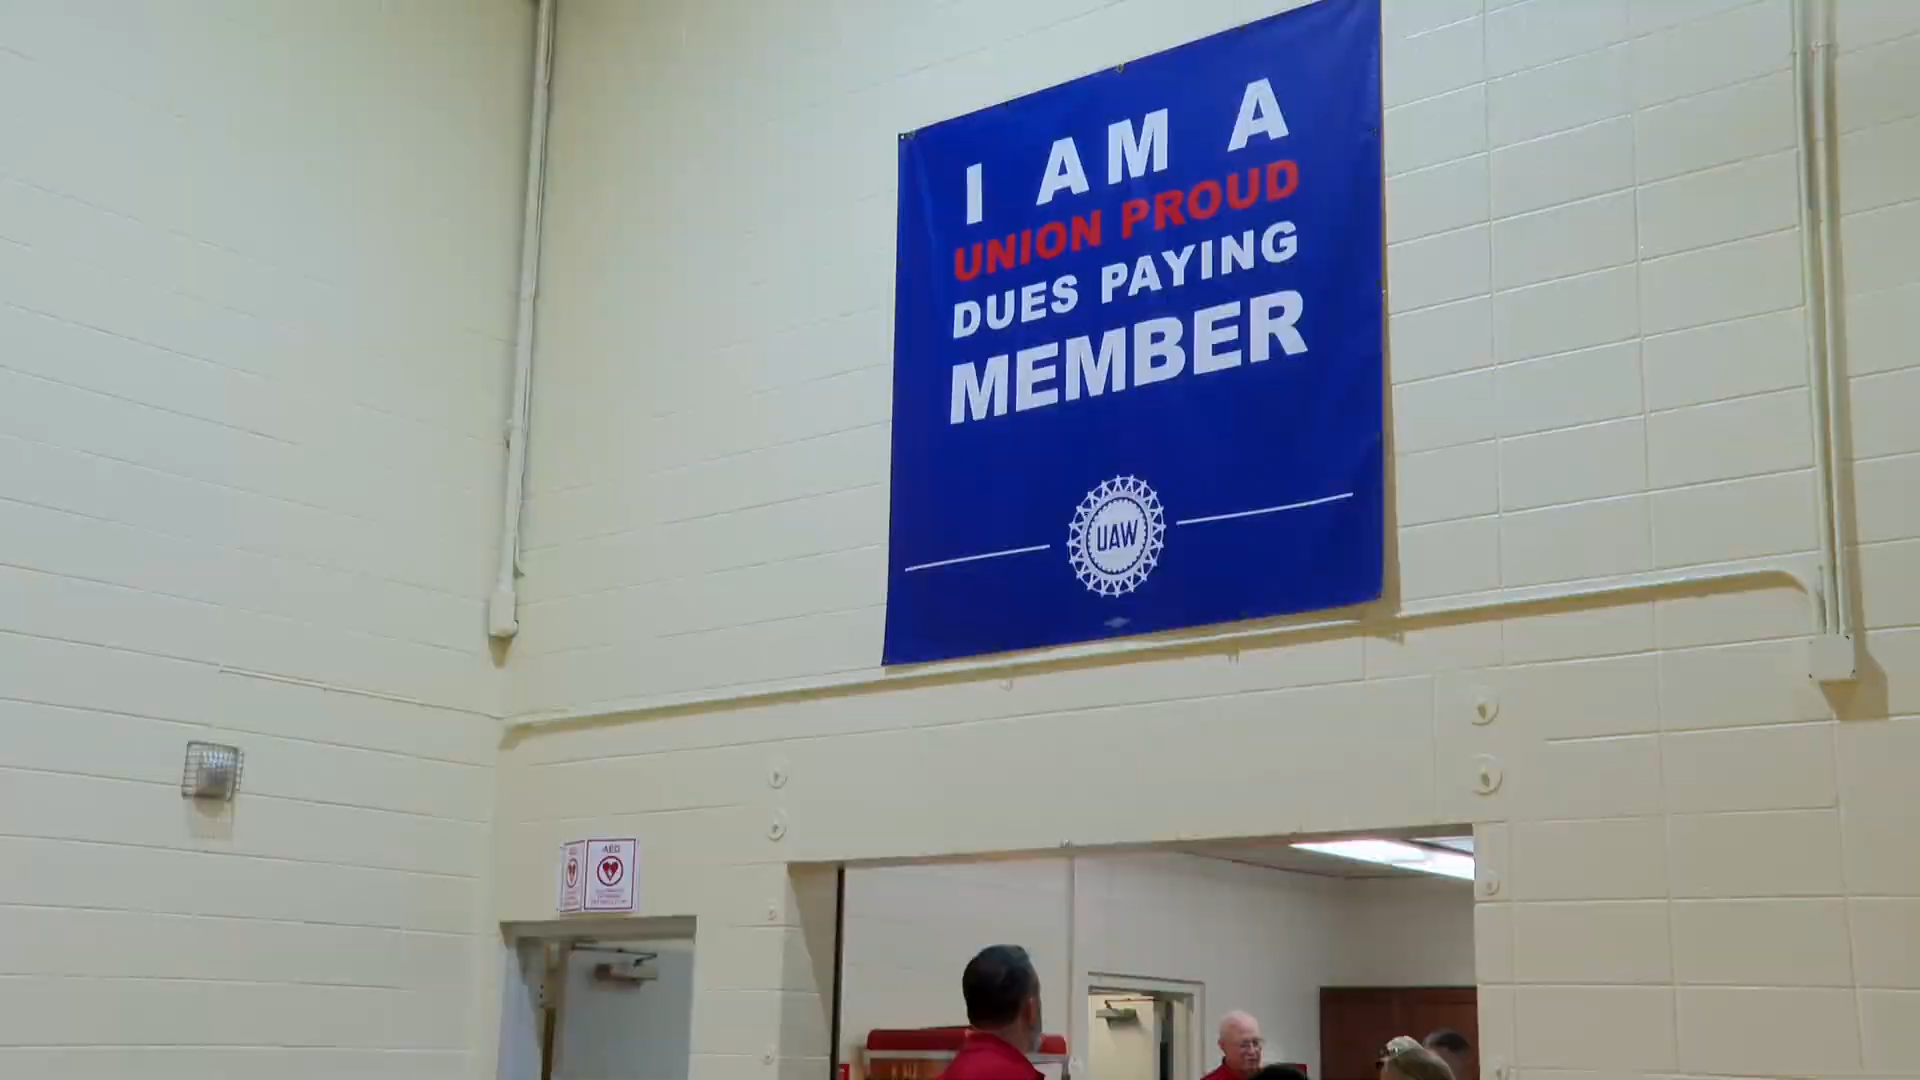 I AM A
UNION PROUD
DUES PAYING
MEMBER
UAW
AED